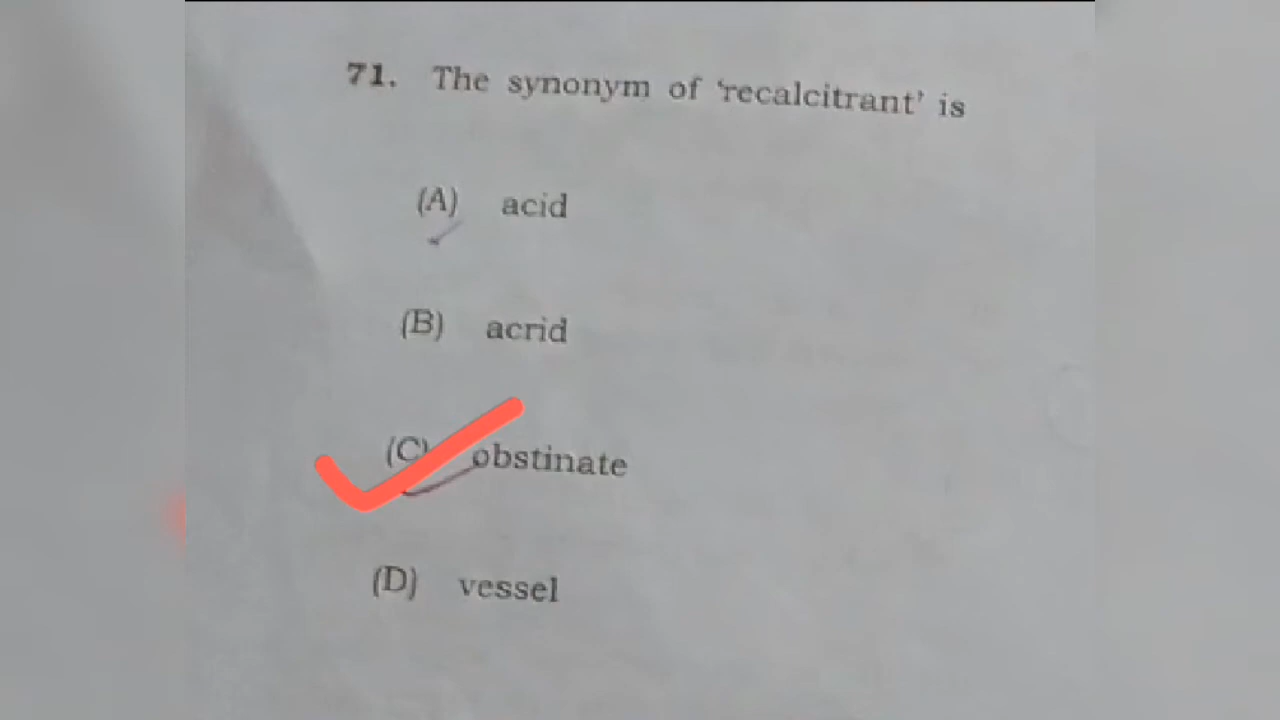 71. The synonym of 'recalcitrant' is
(A) acid
(B) acrid
(C) obstinate
(D) vessel